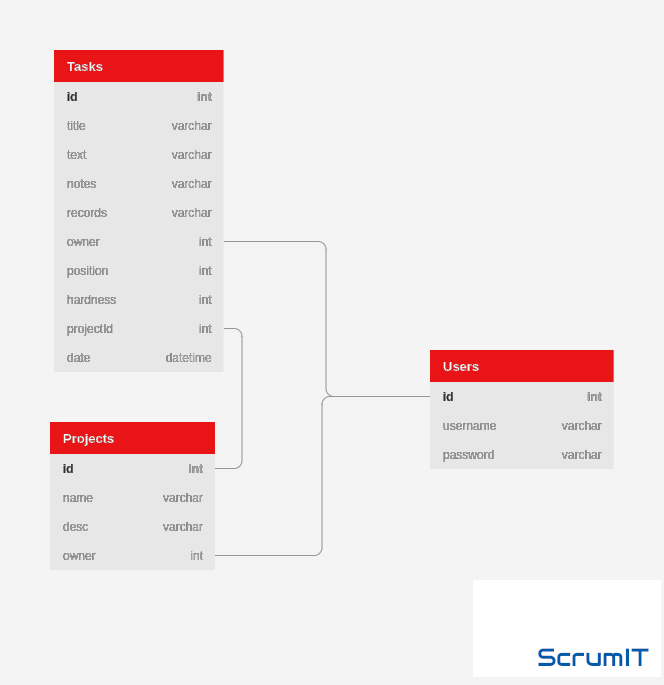 Tasks
id int
title varchar
text varchar
notes varchar
records varchar
owner int
position int
hardness int
projectId int
date datetime
Users
id int
username varchar
password varchar
Projects
id int
name varchar
desc varchar
owner int
ScrumIT